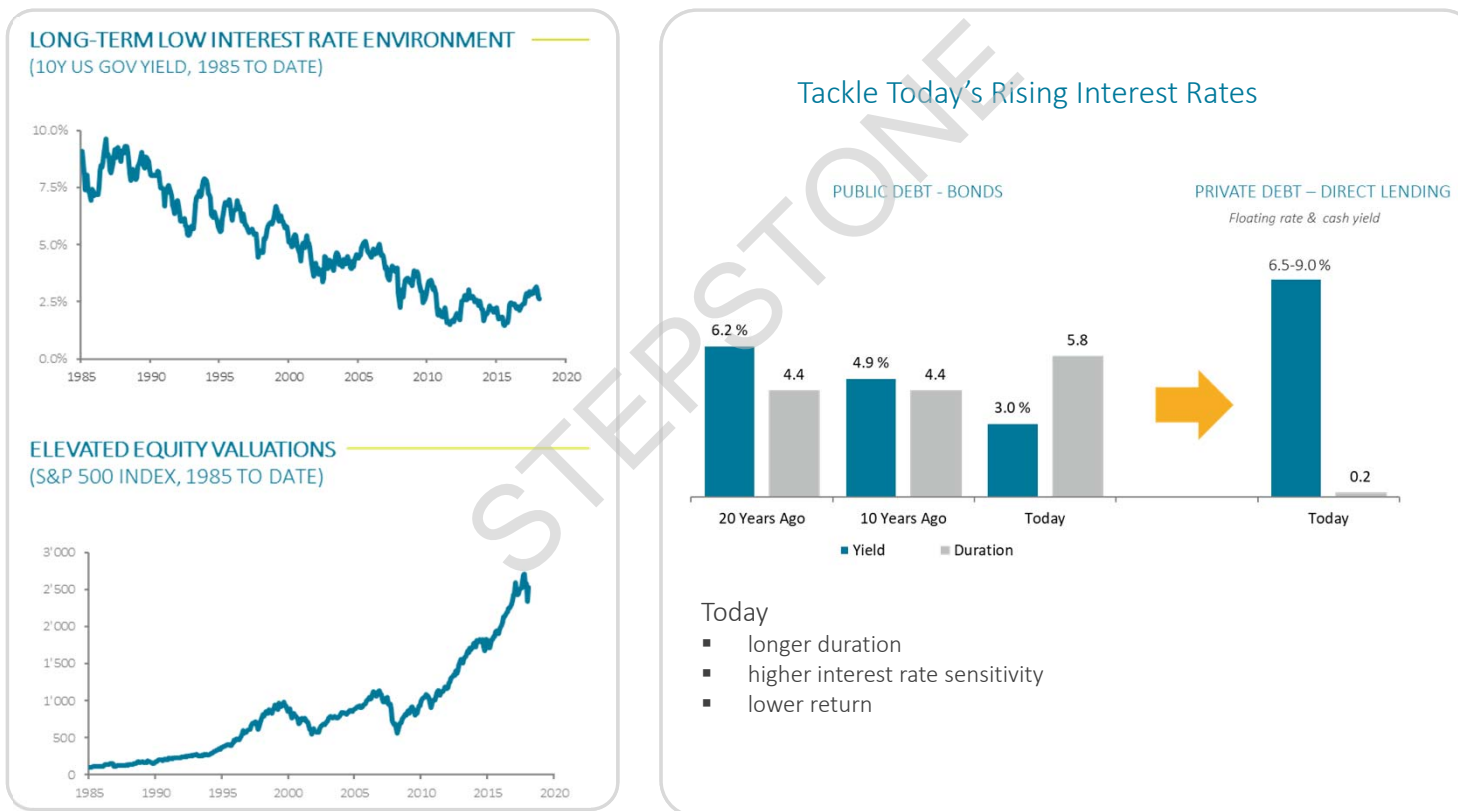 LONG-TERM LOW INTEREST RATE ENVIRONMENT
(10Y US GOV YIELD, 1985 TO DATE)
10.0%
7.5%
5.0%
2.5%
0.0%
1985 1990 1995 2000 2005 2010 2015 2020
ELEVATED EQUITY VALUATIONS
(S&P 500 INDEX, 1985 TO DATE)
3'000
2'500
2'000
1'500
1'000
500
0
1985 1990 1995 2000 2005 2010 2015 2020
STEPSTONE
Tackle Today's Rising Interest Rates
PUBLIC DEBT - BONDS
PRIVATE DEBT – DIRECT LENDING
Floating rate & cash yield
6.2 % 4.4 4.9 % 4.4 3.0 % 5.8 6.5-9.0 % 0.2
20 Years Ago 10 Years Ago Today Today
Yield Duration
Today
▪ longer duration
▪ higher interest rate sensitivity
▪ lower return